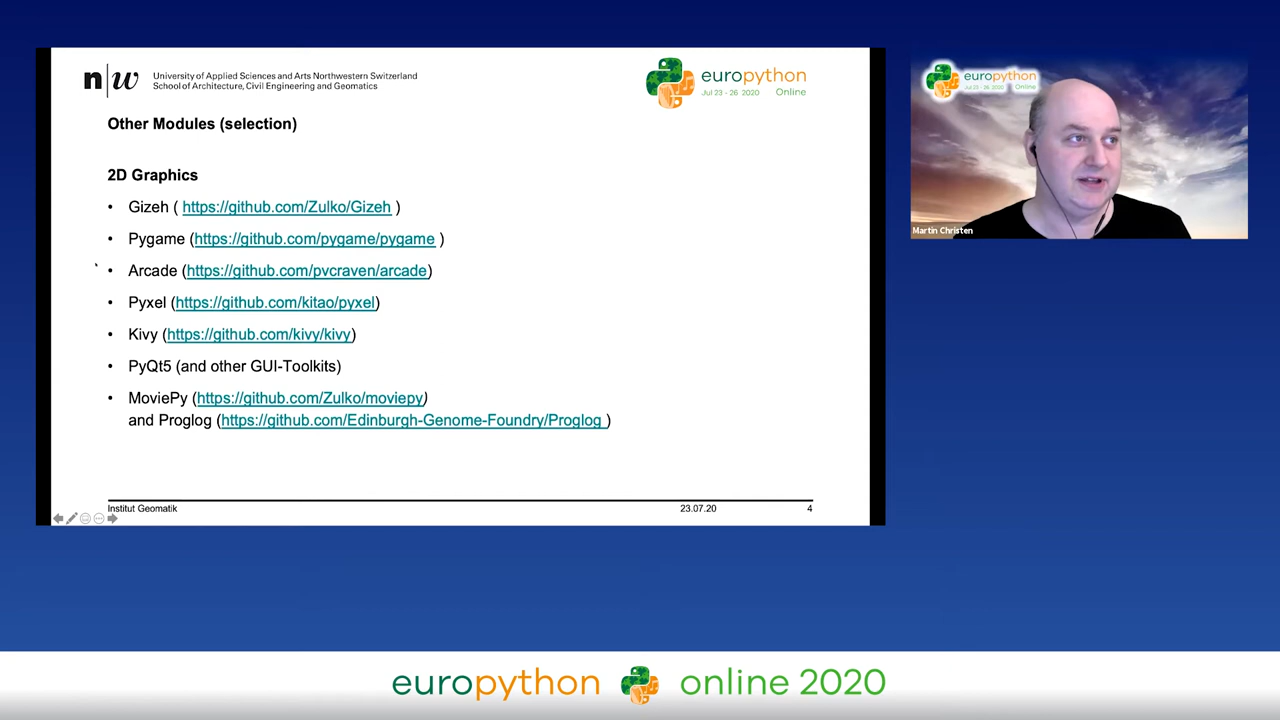 n|w
University of Applied Sciences and Arts Northwestern Switzerland
School of Architecture, Civil Engineering and Geomatics
europython
Jul 23 - 26 2020 Online
Other Modules (selection)
2D Graphics
• Gizeh ( https://github.com/Zulko/Gizeh )
• Pygame (https://github.com/pygame/pygame )
• Arcade (https://github.com/pvcraven/arcade)
• Pyxel (https://github.com/kitao/pyxel)
• Kivy (https://github.com/kivy/kivy)
• PyQt5 (and other GUI-Toolkits)
• MoviePy (https://github.com/Zulko/moviepy)
and Proglog (https://github.com/Edinburgh-Genome-Foundry/Proglog )
Institut Geomatik 23.07.20 4
europython
Jul 23 - 26 2020 Online
Martin Christen
europython online 2020